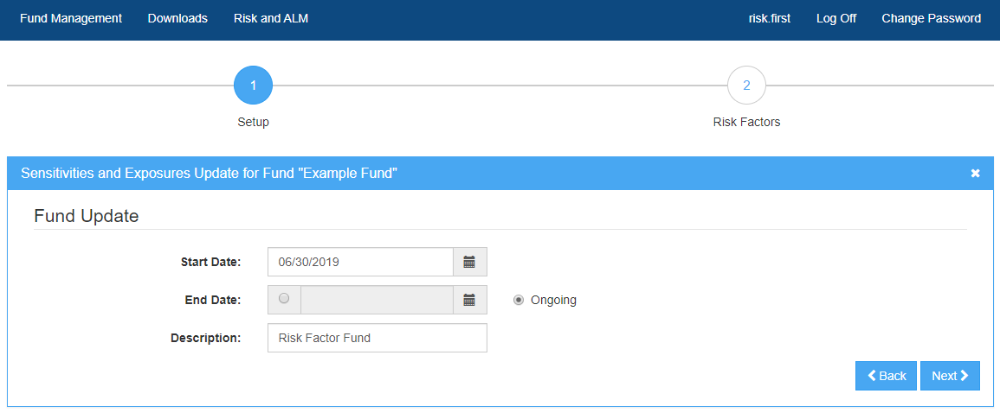 Fund Management Downloads Risk and ALM risk.first Log Off Change Password
1 2
Setup Risk Factors
Sensitivities and Exposures Update for Fund "Example Fund"
Fund Update
Start Date: 06/30/2019
End Date: Ongoing
Description: Risk Factor Fund
Back Next